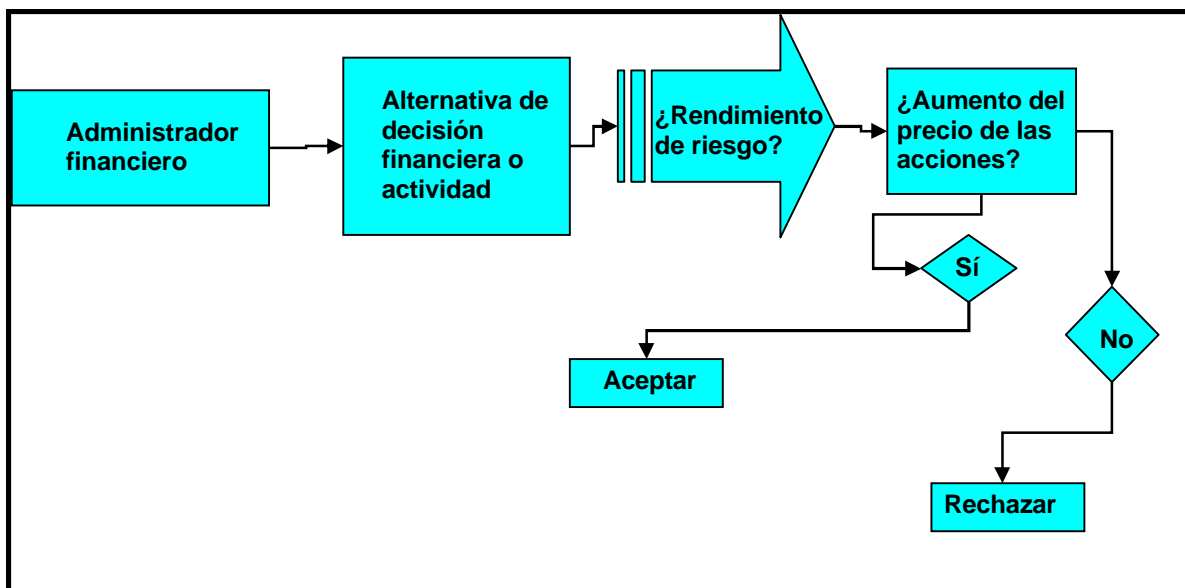 Administrador
financiero
Alternativa de
decisión
financiera o
actividad
¿Rendimiento
de riesgo?
¿Aumento del
precio de las
acciones?
Sí
No
Aceptar
Rechazar